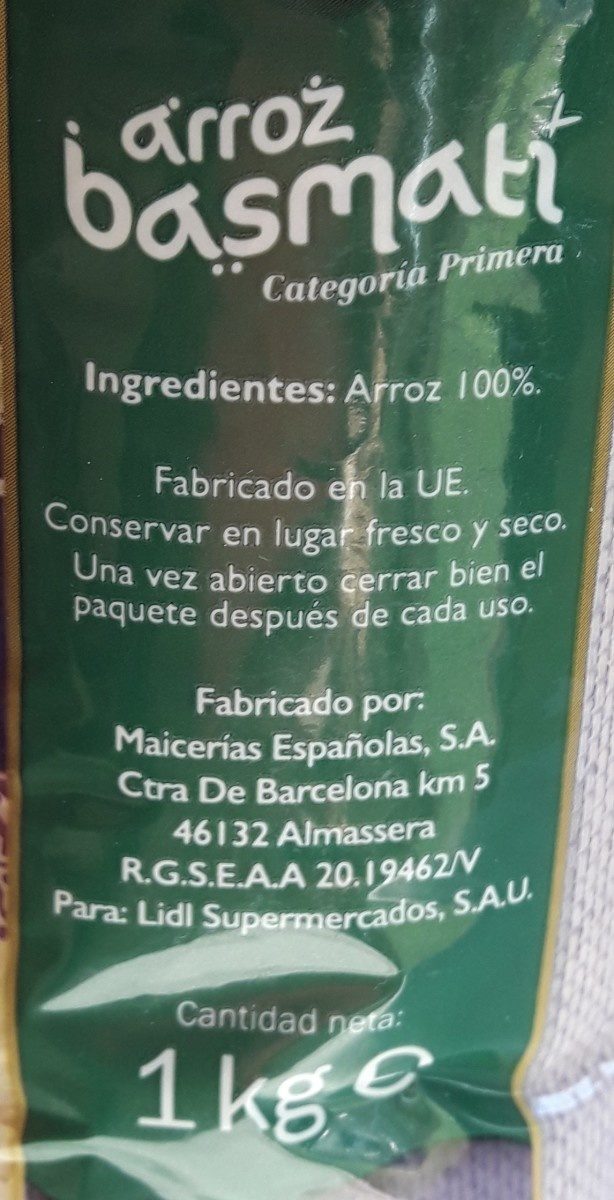 arroz
basmati
Categoría Primera
Ingredientes: Arroz 100%.
Fabricado en la UE.
Conservar en lugar fresco y seco.
Una vez abierto cerrar bien el
paquete después de cada uso.
Fabricado por:
Maicerías Españolas, S.A.
Ctra De Barcelona km 5
46132 Almassera
R.G.S.E.A.A 20.19462/V
Para: Lidl Supermercados, S.A.U.
Cantidad neta:
1 kg ℮